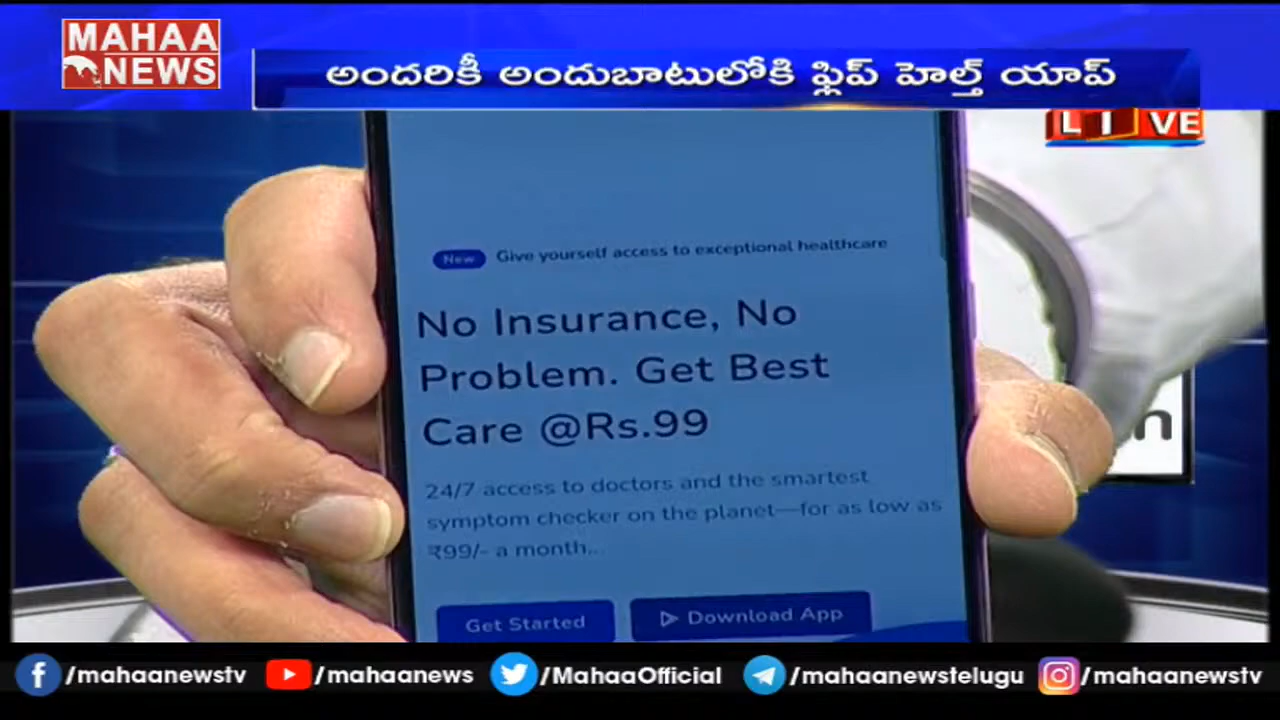 MAHAA
NEWS
అందరికీ అందుబాటులోకి ఫ్లిప్ హెల్త్ యాప్
LIVE
New Give yourself access to exceptional healthcare
No Insurance, No
Problem. Get Best
Care @Rs.99
24/7 access to doctors and the smartest
symptom checker on the planet—for as low as
₹99/- a month...
Get Started
Download App
/mahaanewstv
/mahaanews
/MahaaOfficial
/mahaanewstelugu
/mahaanewstv